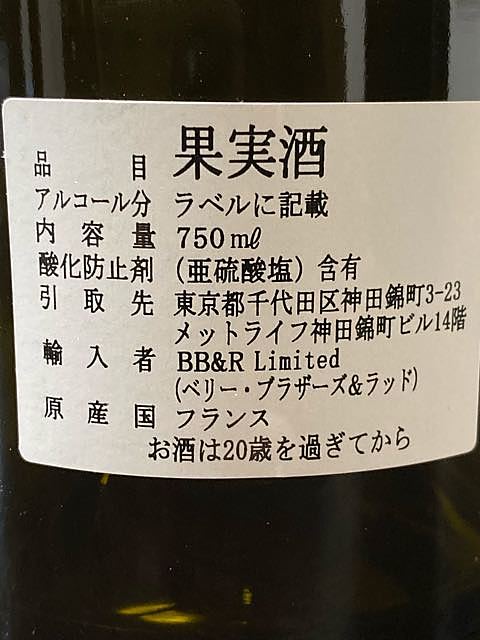 品目 果実酒
アルコール分 ラベルに記載
内容量 750㎖
酸化防止剤 (亜硫酸塩) 含有
引取先 東京都千代田区神田錦町3-23
メットライフ神田錦町ビル14階
輸入者 BB&R Limited
(ベリー・ブラザーズ&ラッド)
原産国 フランス
お酒は20歳を過ぎてから